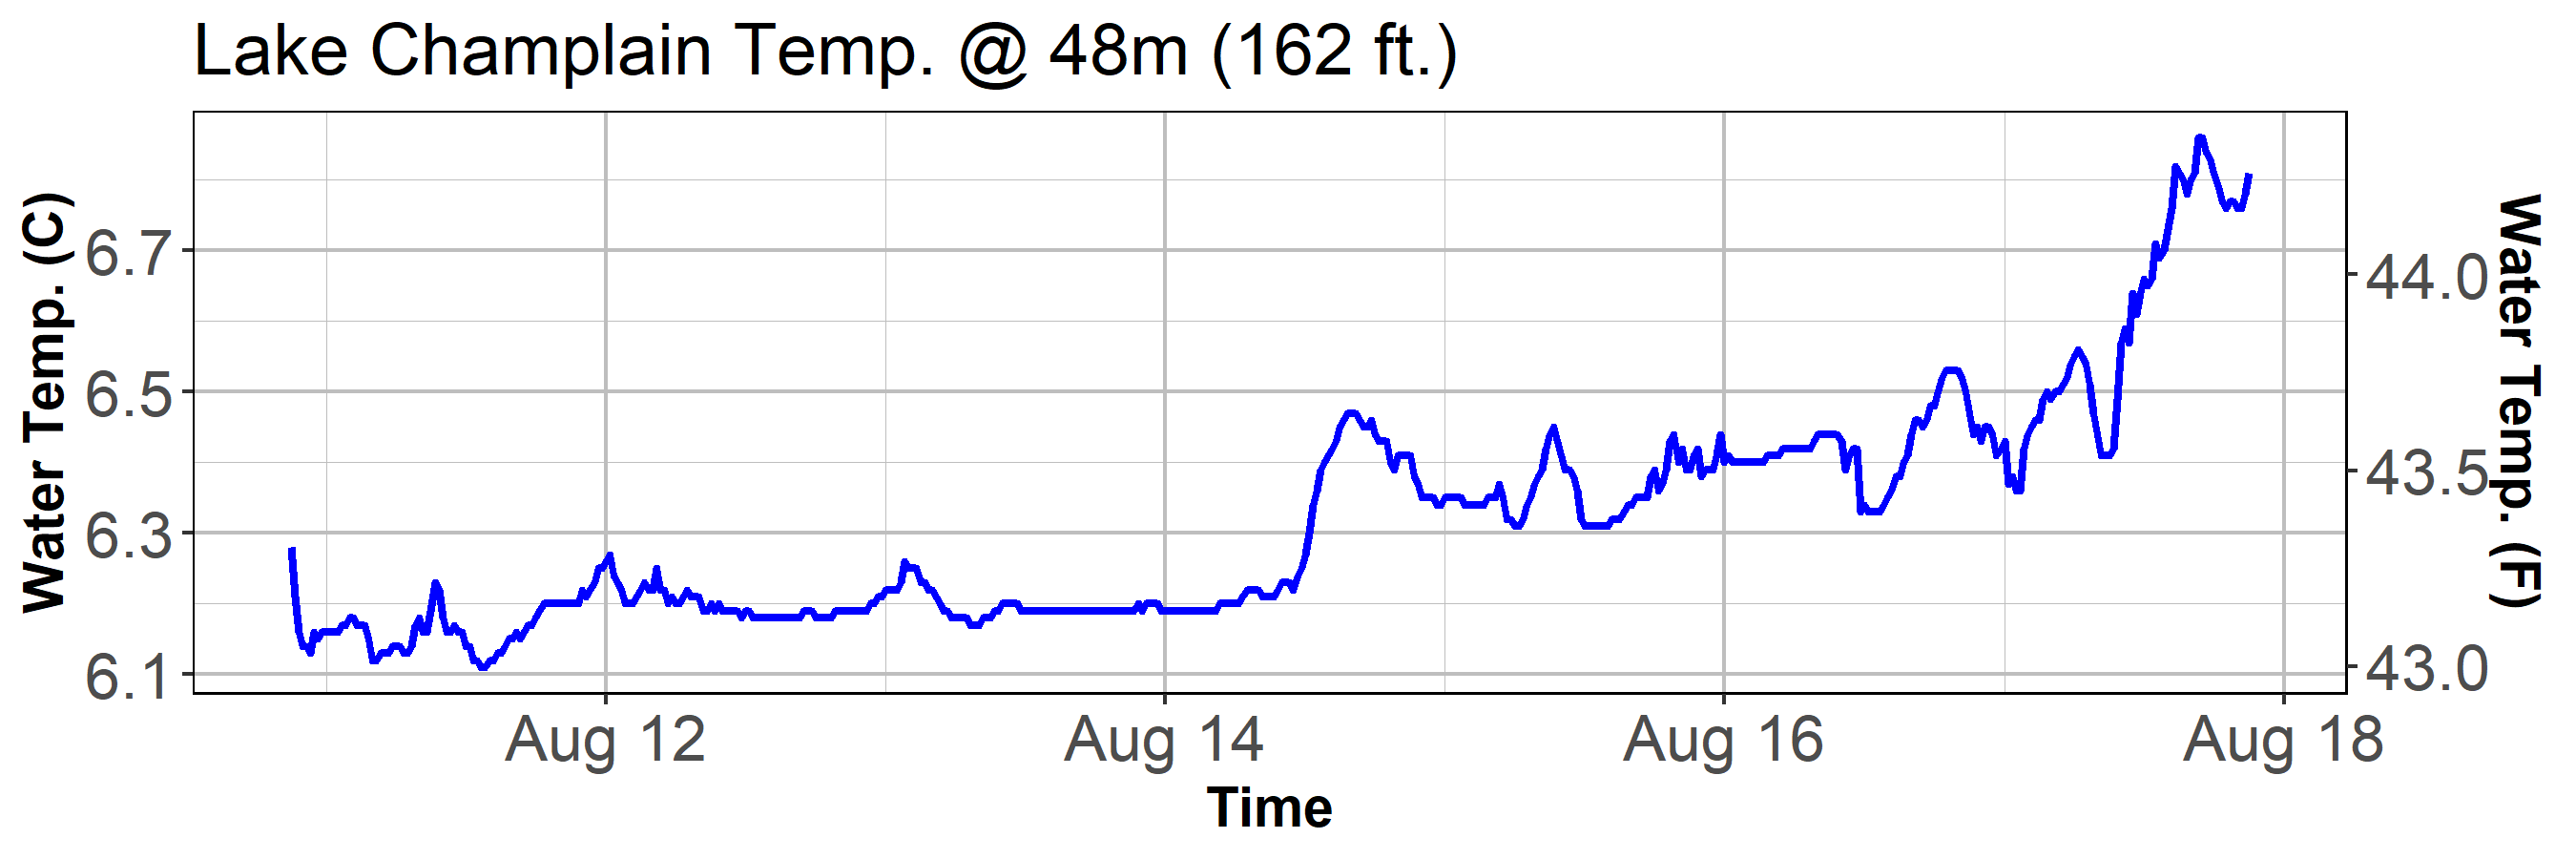 Lake Champlain Temp. @ 48m (162 ft.)
Water Temp. (C)
6.7
6.5
6.3
6.1
44.0
43.5
43.0
Water Temp. (F)
Aug 12
Aug 14
Aug 16
Aug 18
Time